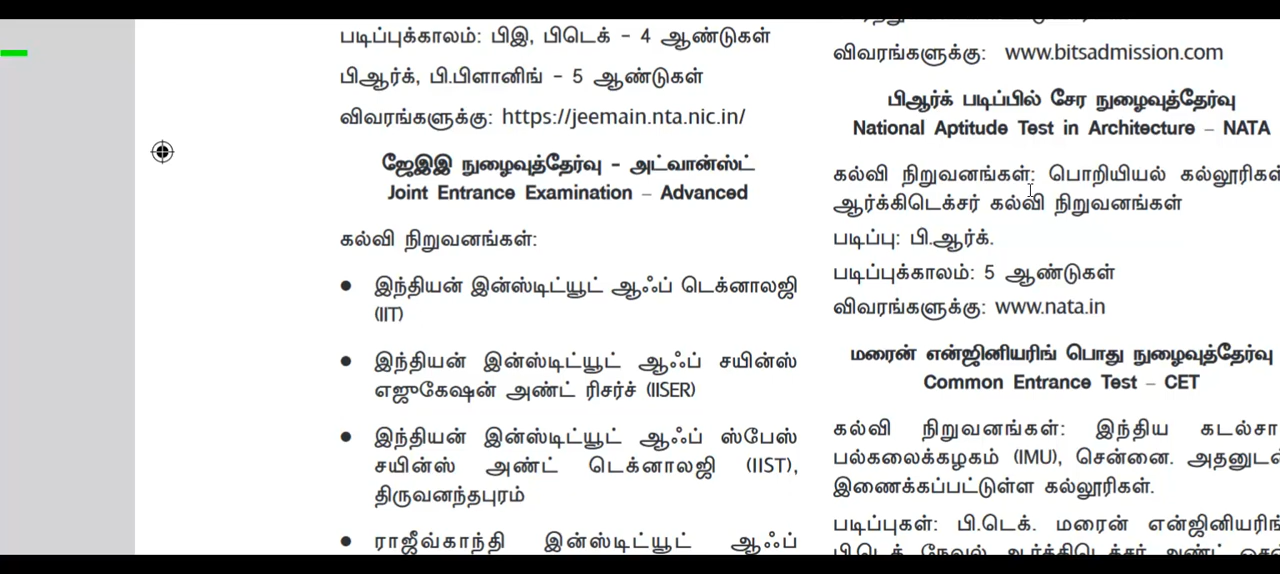 படிப்புக்காலம்: பிஇ, பிடெக் – 4 ஆண்டுகள்
பிஆர்க், பி.பிளானிங் – 5 ஆண்டுகள்
விவரங்களுக்கு: https://jeemain.nta.nic.in/
ஜேஇஇ நுழைவுத்தேர்வு – அட்வான்ஸ்ட்
Joint Entrance Examination – Advanced
கல்வி நிறுவனங்கள்:
● இந்தியன் இன்ஸ்டிட்யூட் ஆஃப் டெக்னாலஜி
(IIT)
● இந்தியன் இன்ஸ்டிட்யூட் ஆஃப் சயின்ஸ்
எஜுகேஷன் அண்ட் ரிசர்ச் (IISER)
● இந்தியன் இன்ஸ்டிட்யூட் ஆஃப் ஸ்பேஸ்
சயின்ஸ் அண்ட் டெக்னாலஜி (IIST),
திருவனந்தபுரம்
● ராஜீவ்காந்தி இன்ஸ்டிட்யூட் ஆஃப்
விவரங்களுக்கு: www.bitsadmission.com
பிஆர்க் படிப்பில் சேர நுழைவுத்தேர்வு
National Aptitude Test in Architecture – NATA
கல்வி நிறுவனங்கள்: பொறியியல் கல்லூரிகள்
ஆர்க்கிடெக்சர் கல்வி நிறுவனங்கள்
படிப்பு: பி.ஆர்க்.
படிப்புக்காலம்: 5 ஆண்டுகள்
விவரங்களுக்கு: www.nata.in
மரைன் என்ஜினியரிங் பொது நுழைவுத்தேர்வு
Common Entrance Test – CET
கல்வி நிறுவனங்கள்: இந்திய கடல்சா
பல்கலைக்கழகம் (IMU), சென்னை. அதனுடன்
இணைக்கப்பட்டுள்ள கல்லூரிகள்.
படிப்புகள்: பி.டெக். மரைன் என்ஜினியரிங்
பி.டெக் நேவல் ஆர்க்கிடெக்சர் அண்ட்